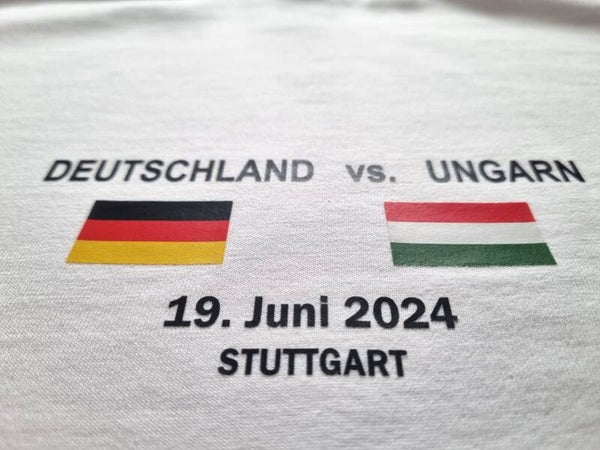 DEUTSCHLAND vs. UNGARN
19. Juni 2024
STUTTGART